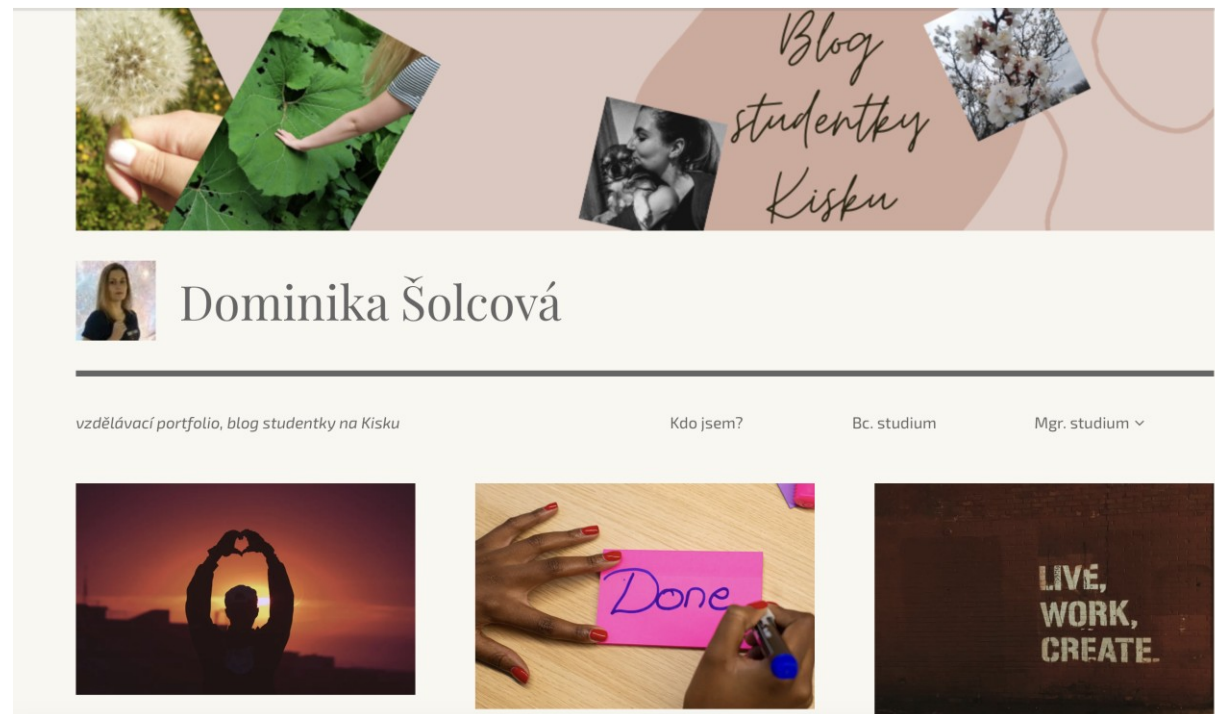 Blog
studentky
Kisku
Dominika Šolcová
vzdělávací portfolio, blog studentky na Kisku
Kdo jsem?
Bc. studium
Mgr. studium
Done
LIVE,
WORK,
CREATE.